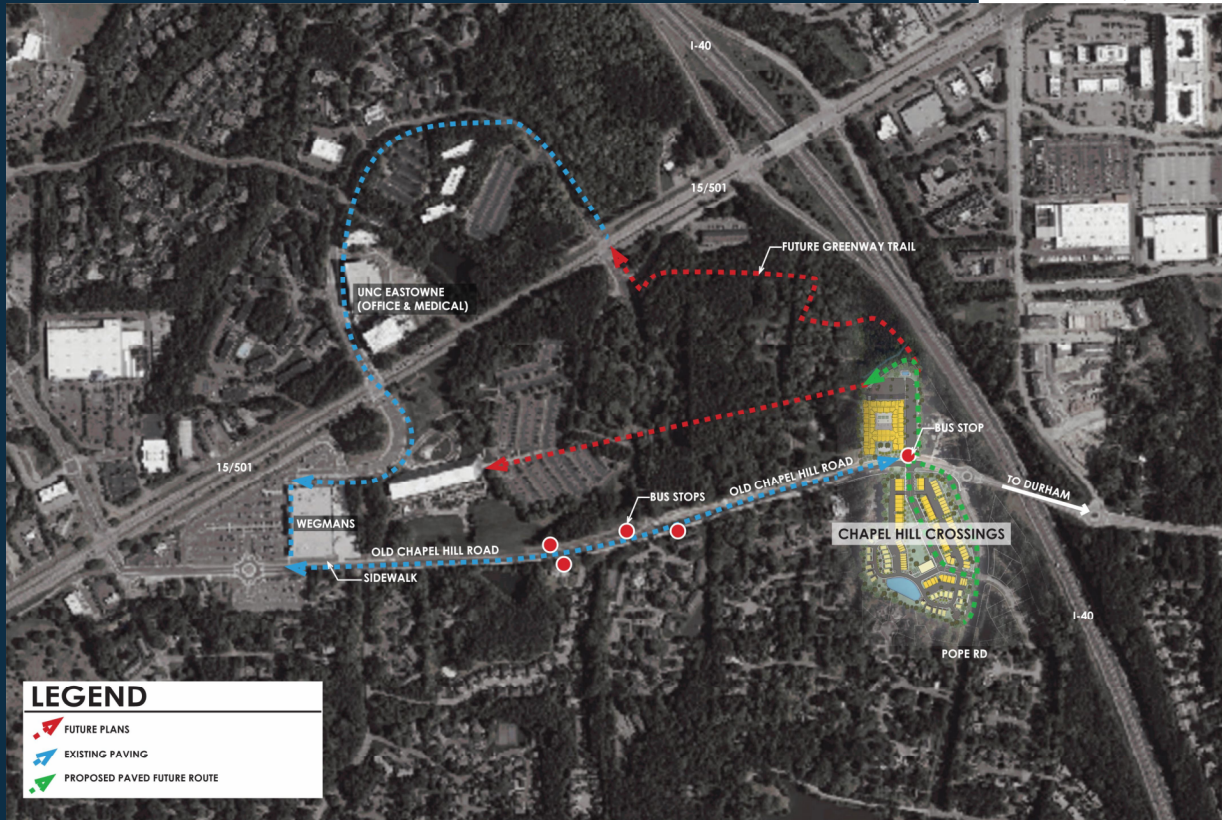 I-40
15/501
FUTURE GREENWAY TRAIL
UNC EASTOWNE
(OFFICE & MEDICAL)
BUS STOP
15/501
OLD CHAPEL HILL ROAD
TO DURHAM
BUS STOPS
WEGMANS
CHAPEL HILL CROSSINGS
OLD CHAPEL HILL ROAD
SIDEWALK
I-40
POPE RD
LEGEND
FUTURE PLANS
EXISTING PAVING
PROPOSED PAVED FUTURE ROUTE